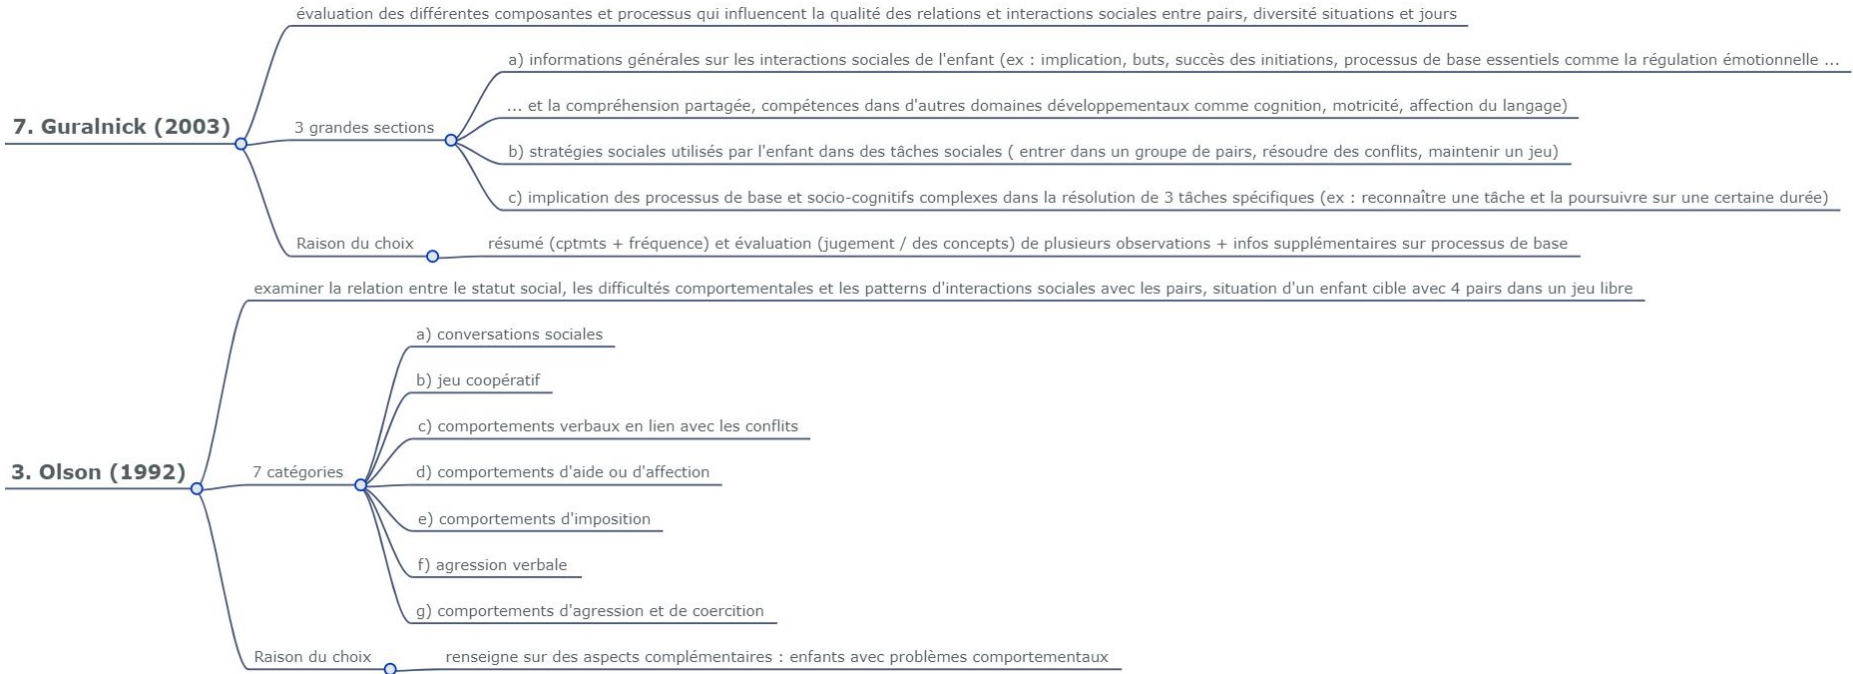 7. Guralnick (2003)
évaluation des différentes composantes et processus qui influencent la qualité des relations et interactions sociales entre pairs, diversité situations et jours
3 grandes sections
a) informations générales sur les interactions sociales de l'enfant (ex : implication, buts, succès des initiations, processus de base essentiels comme la régulation émotionnelle ...
... et la compréhension partagée, compétences dans d'autres domaines développementaux comme cognition, motricité, affection du langage)
b) stratégies sociales utilisés par l'enfant dans des tâches sociales ( entrer dans un groupe de pairs, résoudre des conflits, maintenir un jeu)
c) implication des processus de base et socio-cognitifs complexes dans la résolution de 3 tâches spécifiques (ex : reconnaître une tâche et la poursuivre sur une certaine durée)
Raison du choix
résumé (cptmts + fréquence) et évaluation (jugement / des concepts) de plusieurs observations + infos supplémentaires sur processus de base
3. Olson (1992)
examiner la relation entre le statut social, les difficultés comportementales et les patterns d'interactions sociales avec les pairs, situation d'un enfant cible avec 4 pairs dans un jeu libre
7 catégories
a) conversations sociales
b) jeu coopératif
c) comportements verbaux en lien avec les conflits
d) comportements d'aide ou d'affection
e) comportements d'imposition
f) agression verbale
g) comportements d'agression et de coercition
Raison du choix
renseigne sur des aspects complémentaires : enfants avec problèmes comportementaux